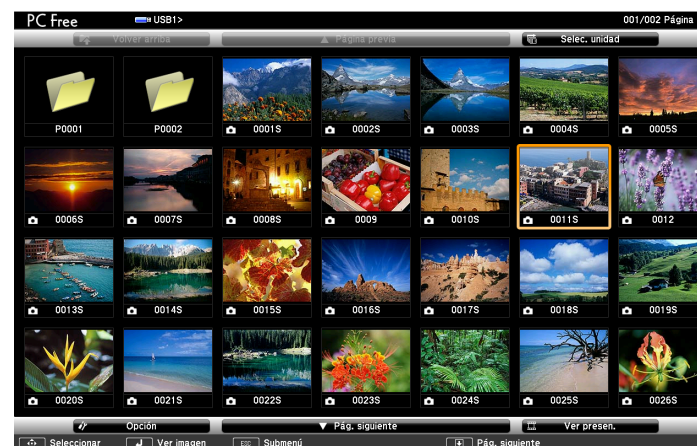 PC Free USB1> 001/002 Página
Volver arriba ▲ Página previa Selec. unidad
P0001 P0002 0001S 0002S 0003S 0004S 0005S
0006S 0007S 0008S 0009 0010S 0011S 0012
0013S 0014S 0015S 0016S 0017S 0018S 0019S
0020S 0021S 0022S 0023S 0024S 0025S 0026S
Opción ▼ Pág. siguiente Ver presen.
Seleccionar Ver imagen ESC Submenú Pág. siguiente